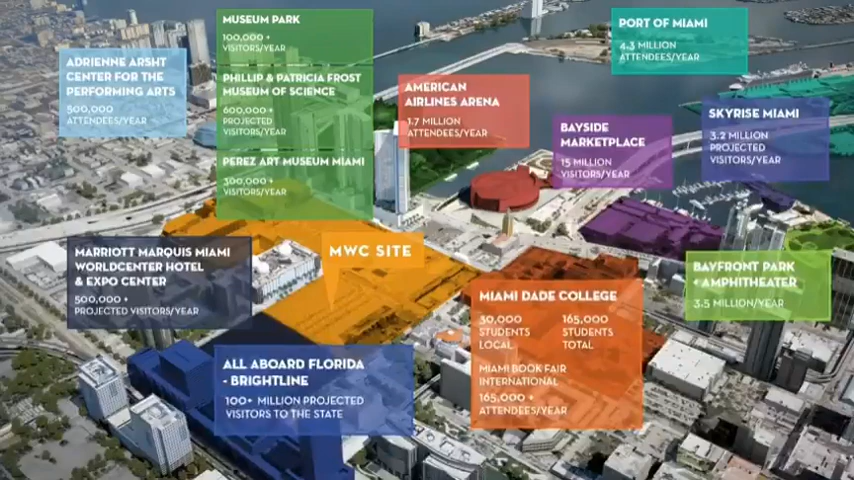 MUSEUM PARK
100,000 +
VISITORS/YEAR
PHILLIP & PATRICIA FROST
MUSEUM OF SCIENCE
600,000 +
PROJECTED
VISITORS/YEAR
PEREZ ART MUSEUM MIAMI
300,000 +
VISITORS/YEAR
PORT OF MIAMI
4.3 MILLION
ATTENDEES/YEAR
ADRIENNE ARSHT
CENTER FOR THE
PERFORMING ARTS
500,000
ATTENDEES/YEAR
AMERICAN
AIRLINES ARENA
1.7 MILLION
ATTENDEES/YEAR
BAYSIDE
MARKETPLACE
15 MILLION
VISITORS/YEAR
SKYRISE MIAMI
3.2 MILLION
PROJECTED
VISITORS/YEAR
MARRIOTT MARQUIS MIAMI
WORLDCENTER HOTEL
& EXPO CENTER
500,000 +
PROJECTED VISITORS/YEAR
MWC SITE
BAYFRONT PARK
+ AMPHITHEATER
3.5 MILLION/YEAR
MIAMI DADE COLLEGE
30,000
STUDENTS
LOCAL
165,000
STUDENTS
TOTAL
MIAMI BOOK FAIR
INTERNATIONAL
165,000 +
ATTENDEES/YEAR
ALL ABOARD FLORIDA
- BRIGHTLINE
100+ MILLION PROJECTED
VISITORS TO THE STATE